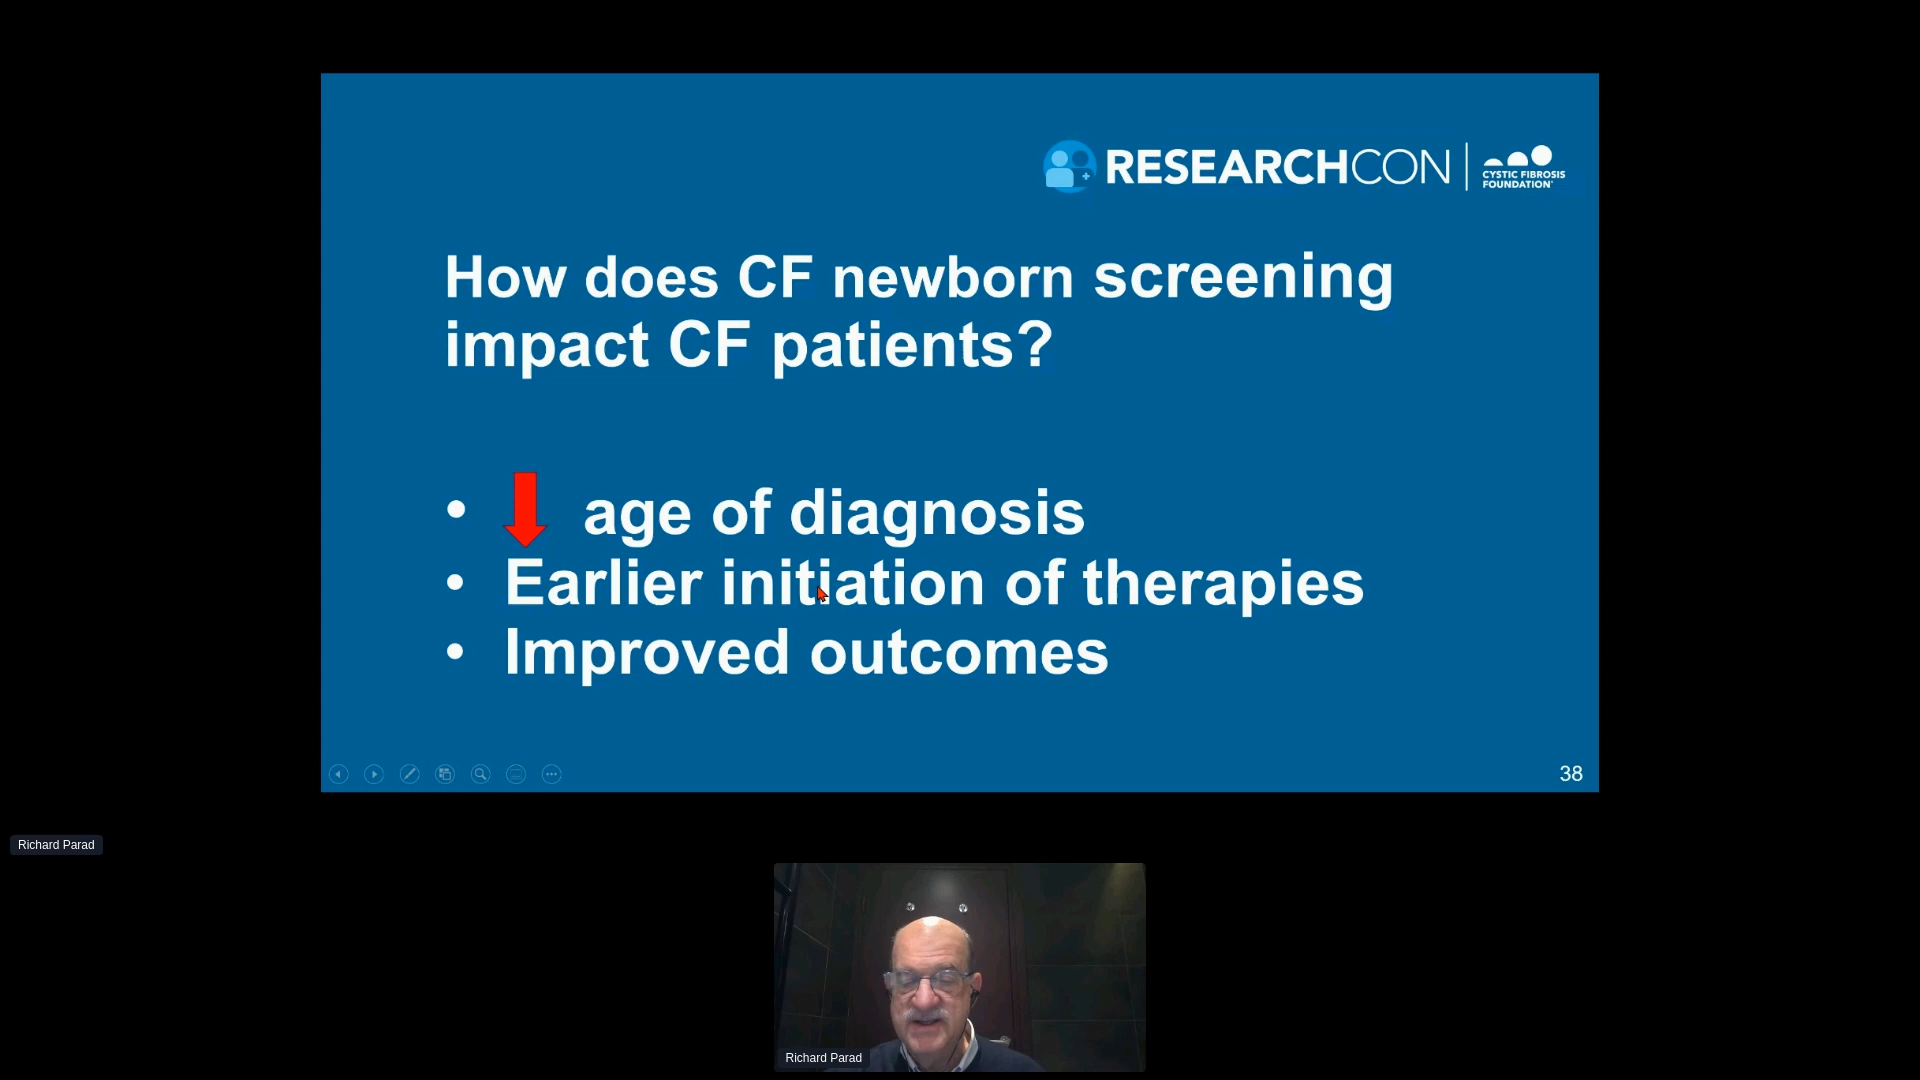 RESEARCHCON
CYSTIC FIBROSIS
FOUNDATION
How does CF newborn screening
impact CF patients?
• age of diagnosis
• Earlier initiation of therapies
• Improved outcomes
38
Richard Parad
Richard Parad